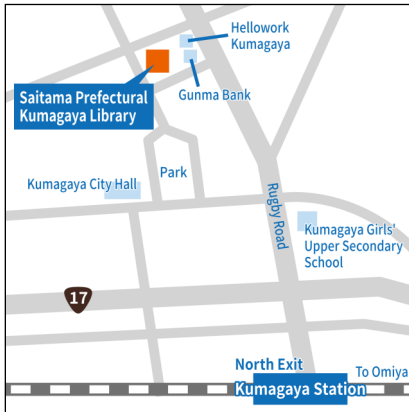 Hellowork
Kumagaya
Saitama Prefectural
Kumagaya Library
Gunma Bank
Park
Kumagaya City Hall
Rugby Road
Kumagaya Girls'
Upper Secondary
School
17
North Exit
To Omiya
Kumagaya Station